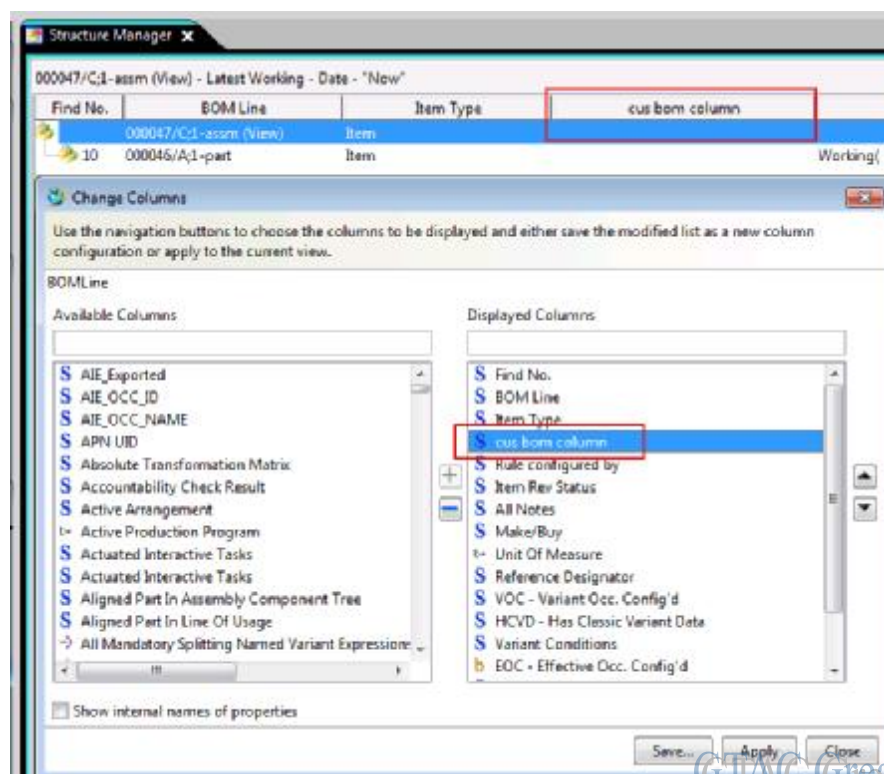 Structure Manager
000047/C;1-assm (View) - Latest Working - Date - "Now"
Find No. BOM Line Item Type cus bom column
000047/C;1-assm (View) Item
10 000046/A;1-part Item Working(
Change Columns
Use the navigation buttons to choose the columns to be displayed and either save the modified list as a new column
configuration or apply to the current view.
BOMLine
Available Columns Displayed Columns
S AIE_Exported
S AIE_OCC_ID
S AIE_OCC_NAME
S APN UID
S Absolute Transformation Matrix
S Accountability Check Result
S Active Arrangement
Active Production Program
S Actuated Interactive Tasks
S Actuated Interactive Tasks
S Aligned Part In Assembly Component Tree
S Aligned Part In Line Of Usage
All Mandatory Splitting Named Variant Expressions
S Find No.
S BOM Line
S Item Type
S cus bom column
S Rule configured by
S Item Rev Status
S All Notes
S Make/Buy
Unit Of Measure
S Reference Designator
S VOC - Variant Occ. Config'd
S HCVD - Has Classic Variant Data
S Variant Conditions
b EOC - Effective Occ. Config'd
Show internal names of properties
Save... Apply Close
GTAC Gree